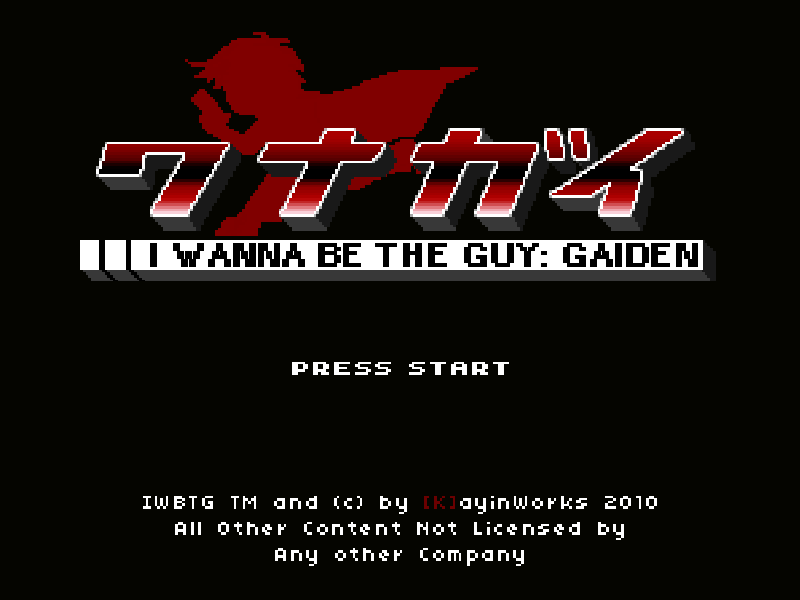 ワナガイ
I WANNA BE THE GUY: GAIDEN
PRESS START
IWBTG TM and (c) by [K]ayinWorks 2010
All Other Content Not Licensed by
Any other Company